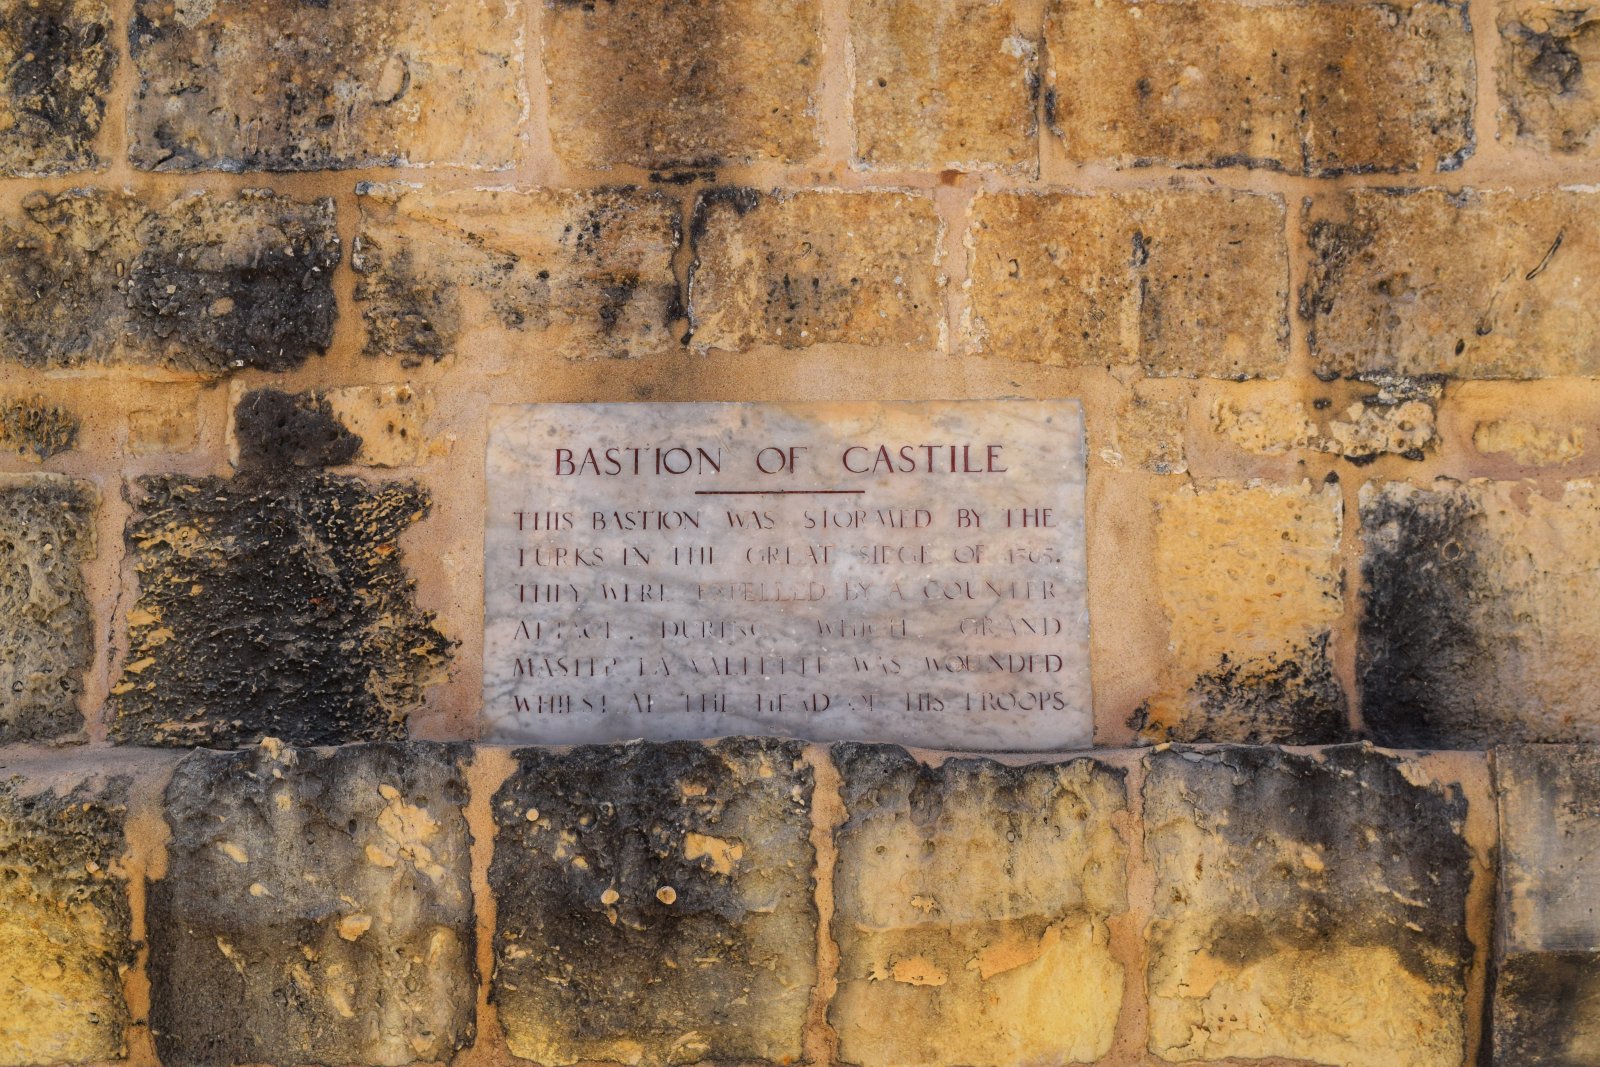 BASTION OF CASTILE
THIS BASTION WAS STORMED BY THE
TURKS IN THE GREAT SIEGE OF 1565.
THEY WERE EXPELLED BY A COUNTER
ATTACK, DURING WHICH GRAND
MASTER LA VALLETTE WAS WOUNDED
WHILST AT THE HEAD OF HIS TROOPS